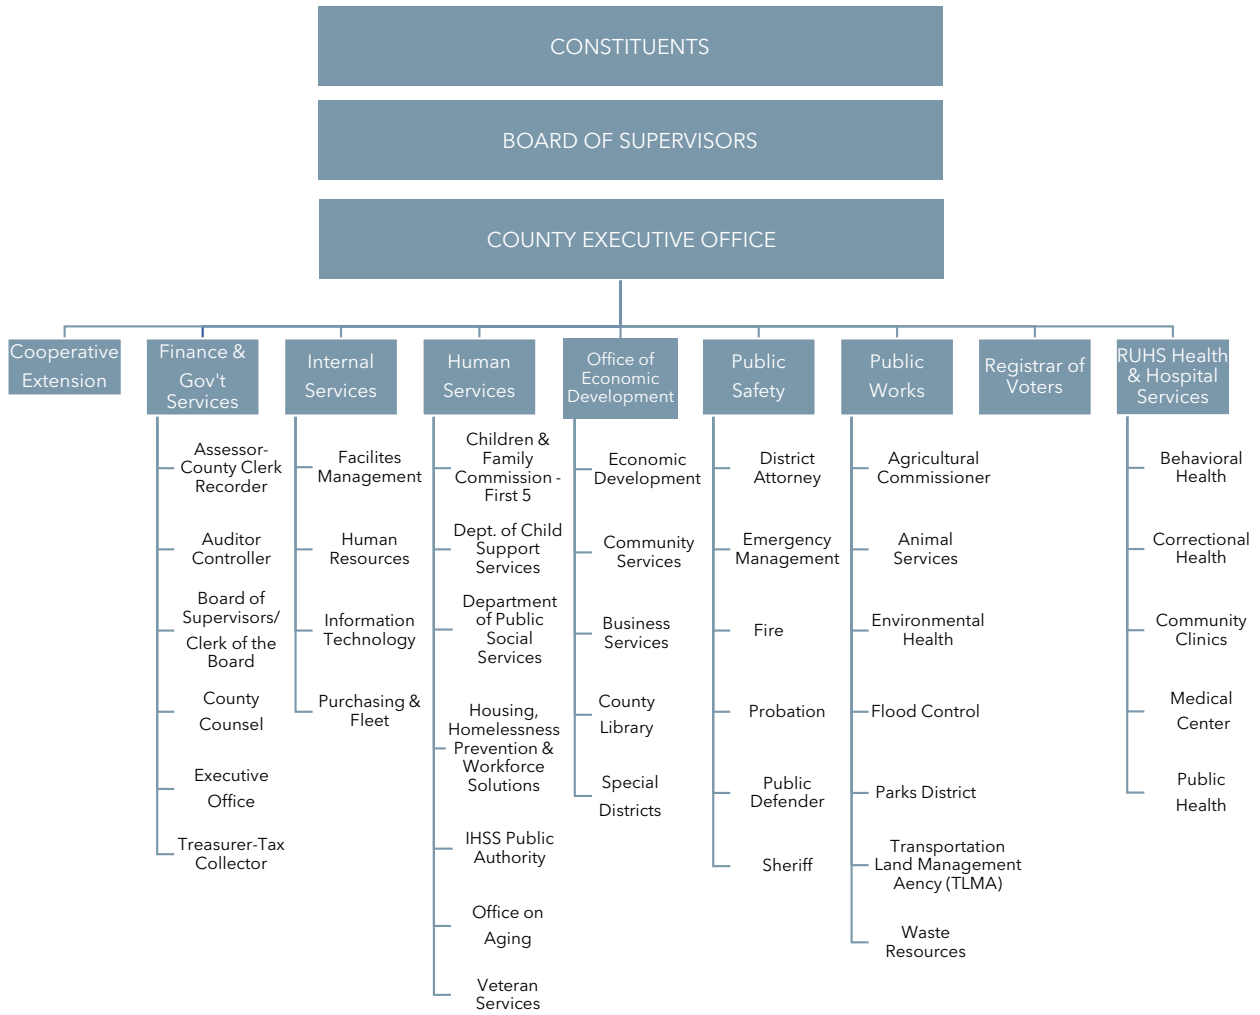 CONSTITUENTS
BOARD OF SUPERVISORS
COUNTY EXECUTIVE OFFICE
Cooperative
Extension
Finance &
Gov't
Services
Internal
Services
Human
Services
Office of
Economic
Development
Public
Safety
Public
Works
Registrar of
Voters
RUHS Health
& Hospital
Services
Assessor-
County Clerk
Recorder
Auditor
Controller
Board of
Supervisors/
Clerk of the
Board
County
Counsel
Executive
Office
Treasurer-Tax
Collector
Facilites
Management
Human
Resources
Information
Technology
Purchasing &
Fleet
Children &
Family
Commission -
First 5
Dept. of Child
Support
Services
Department
of Public
Social
Services
Housing,
Homelessness
Prevention &
Workforce
Solutions
IHSS Public
Authority
Office on
Aging
Veteran
Services
Economic
Development
Community
Services
Business
Services
County
Library
Special
Districts
District
Attorney
Emergency
Management
Fire
Probation
Public
Defender
Sheriff
Agricultural
Commissioner
Animal
Services
Environmental
Health
Flood Control
Parks District
Transportation
Land Management
Aency (TLMA)
Waste
Resources
Behavioral
Health
Correctional
Health
Community
Clinics
Medical
Center
Public
Health